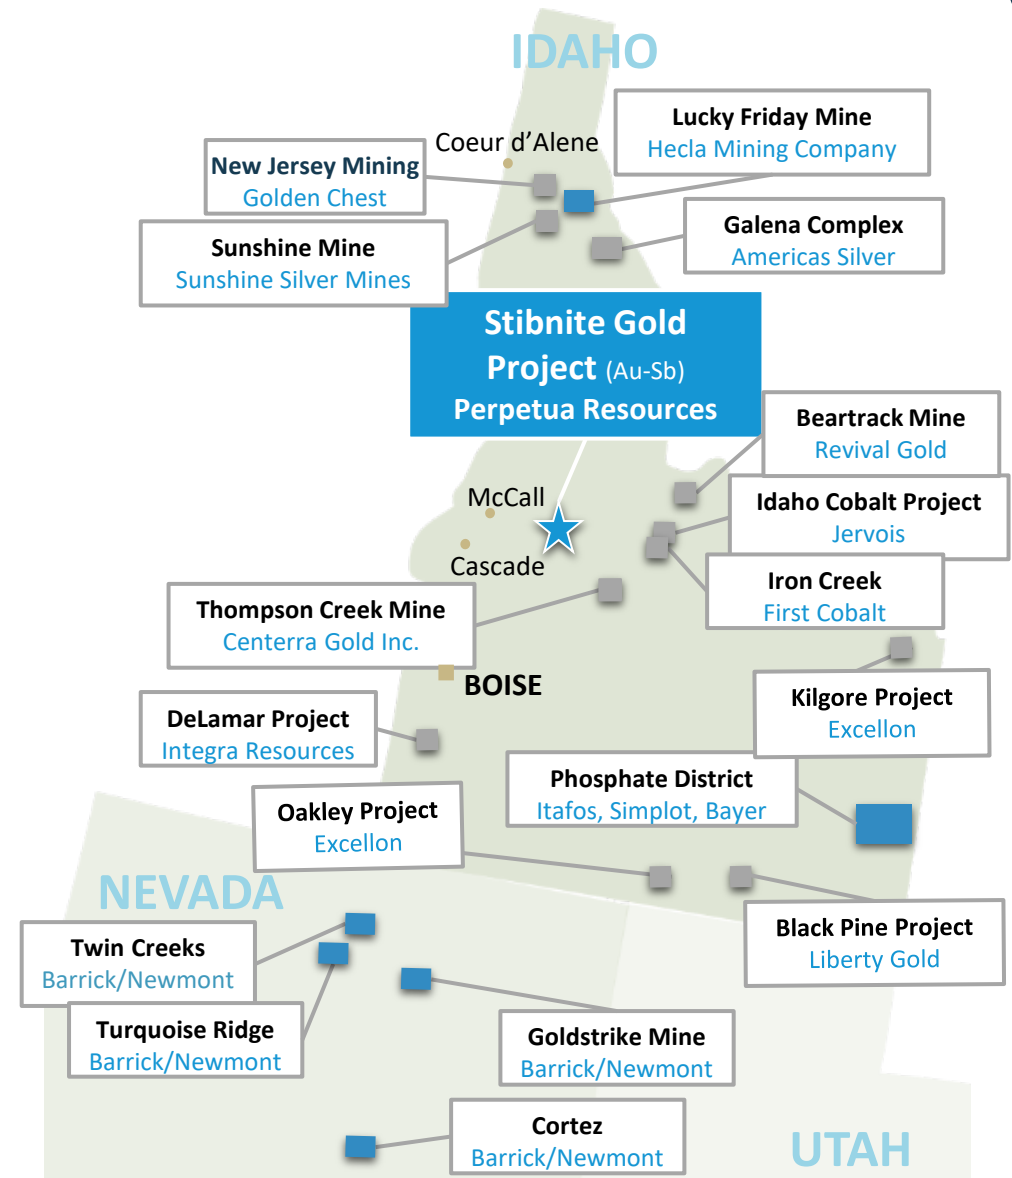 IDAHO
Lucky Friday Mine
Hecla Mining Company
Coeur d'Alene
New Jersey Mining
Golden Chest
Galena Complex
Americas Silver
Sunshine Mine
Sunshine Silver Mines
Stibnite Gold
Project (Au-Sb)
Perpetua Resources
Beartrack Mine
Revival Gold
McCall
Idaho Cobalt Project
Jervois
Cascade
Iron Creek
First Cobalt
Thompson Creek Mine
Centerra Gold Inc.
BOISE
Kilgore Project
Excellon
DeLamar Project
Integra Resources
Phosphate District
Itafos, Simplot, Bayer
Oakley Project
Excellon
NEVADA
Black Pine Project
Liberty Gold
Twin Creeks
Barrick/Newmont
Turquoise Ridge
Barrick/Newmont
Goldstrike Mine
Barrick/Newmont
Cortez
Barrick/Newmont
UTAH